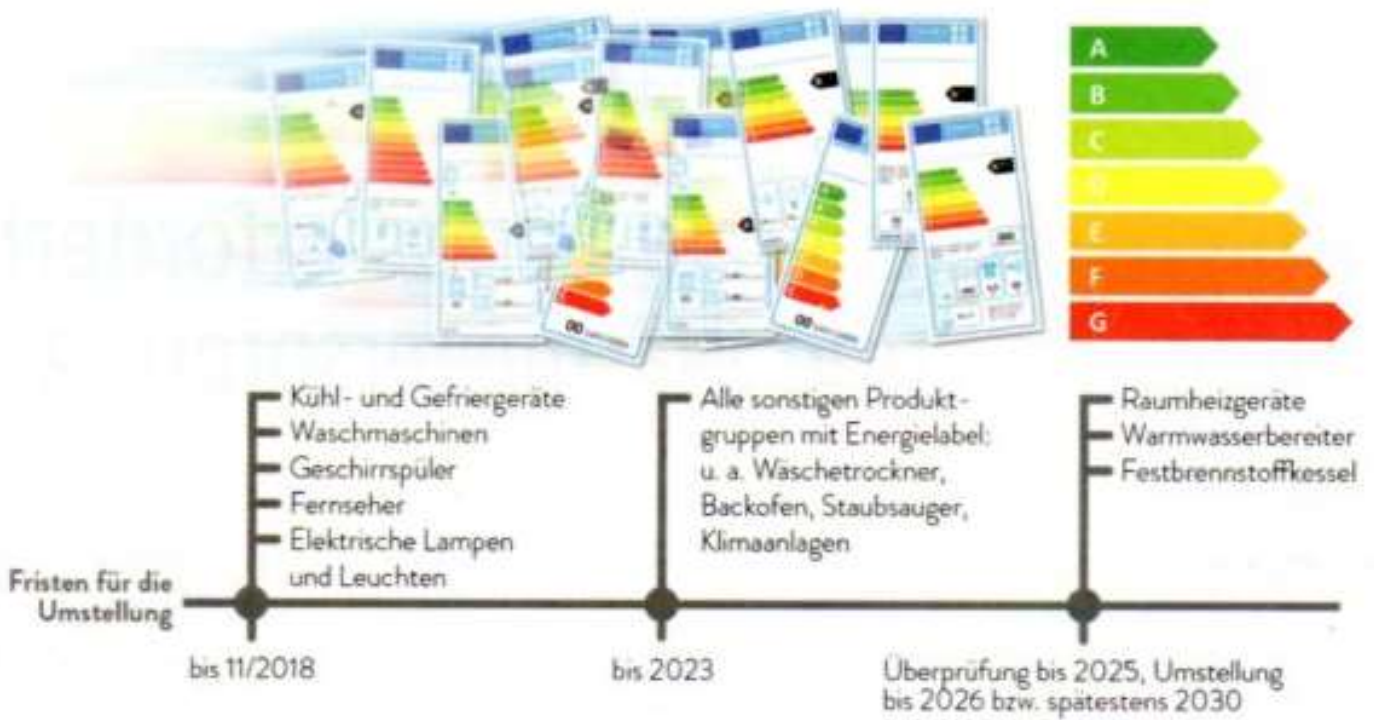 A
B
C
D
E
F
G
Kühl- und Gefriergeräte
Waschmaschinen
Geschirrspüler
Fernseher
Elektrische Lampen
und Leuchten
Alle sonstigen Produkt-
gruppen mit Energielabel:
u. a. Wäschetrockner,
Backofen, Staubsauger,
Klimaanlagen
Raumheizgeräte
Warmwasserbereiter
Festbrennstoffkessel
Fristen für die
Umstellung
bis 11/2018
bis 2023
Überprüfung bis 2025, Umstellung
bis 2026 bzw. spätestens 2030